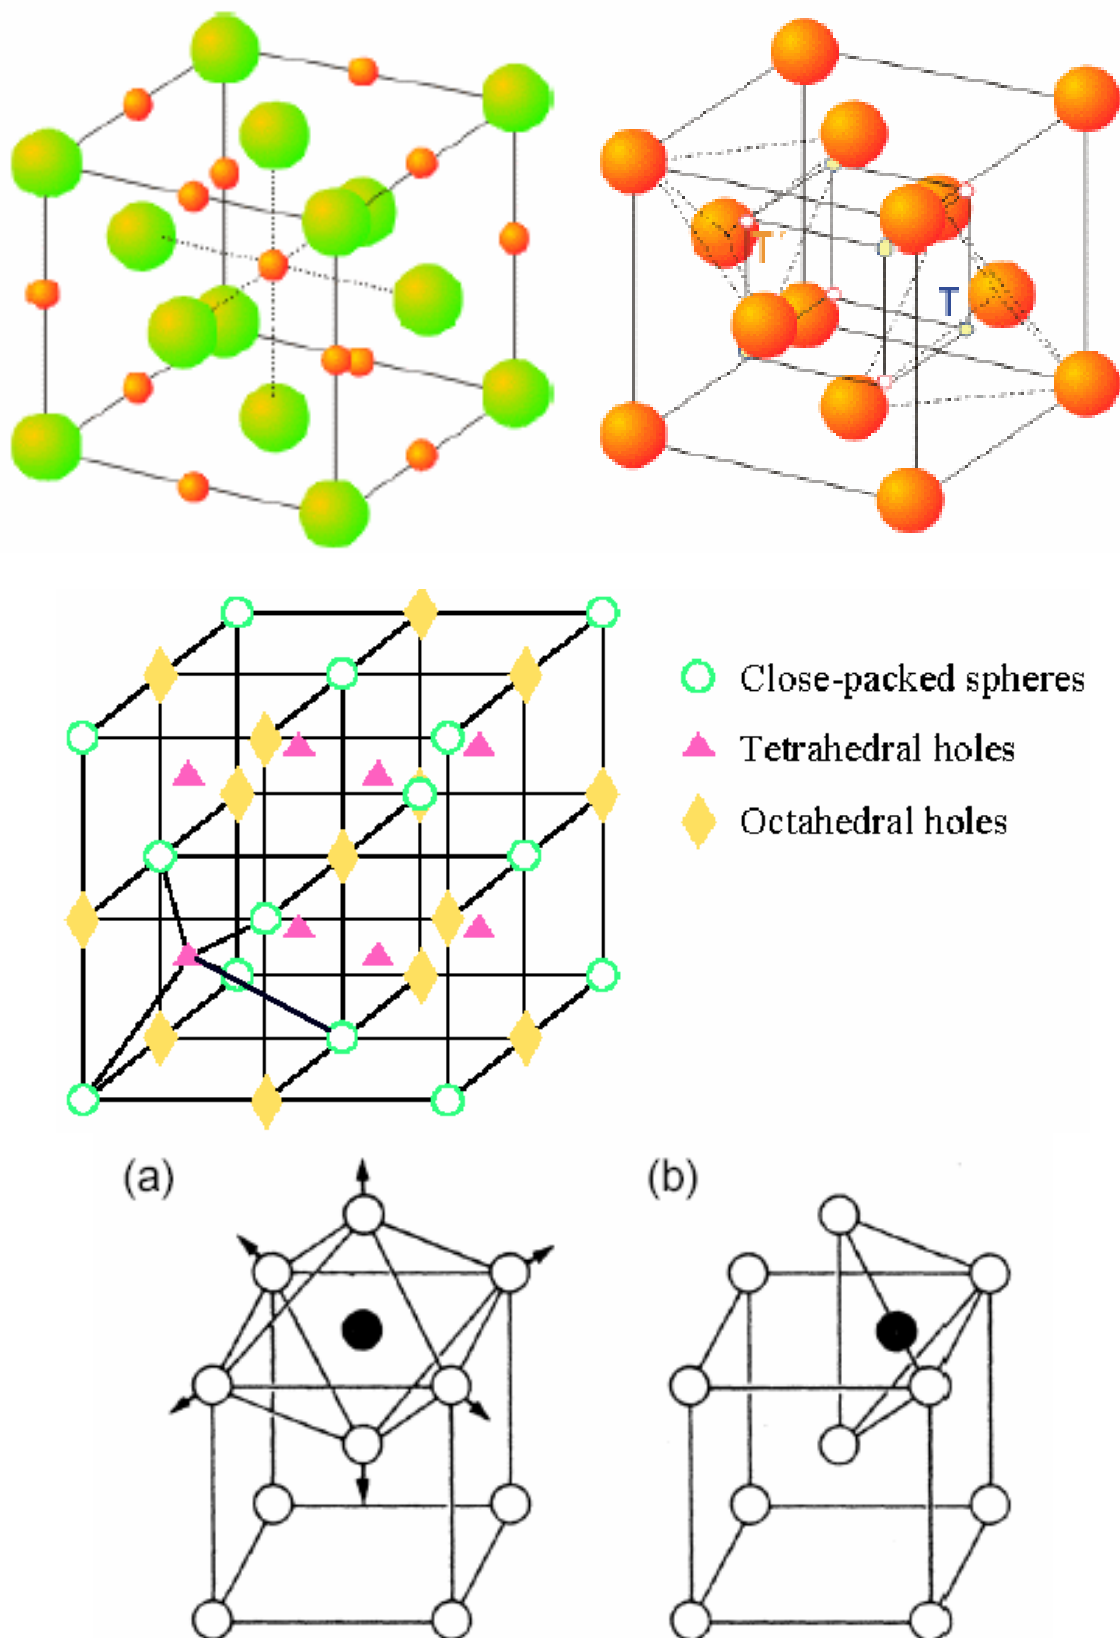 T'
T
Close-packed spheres
Tetrahedral holes
Octahedral holes
(a)
(b)